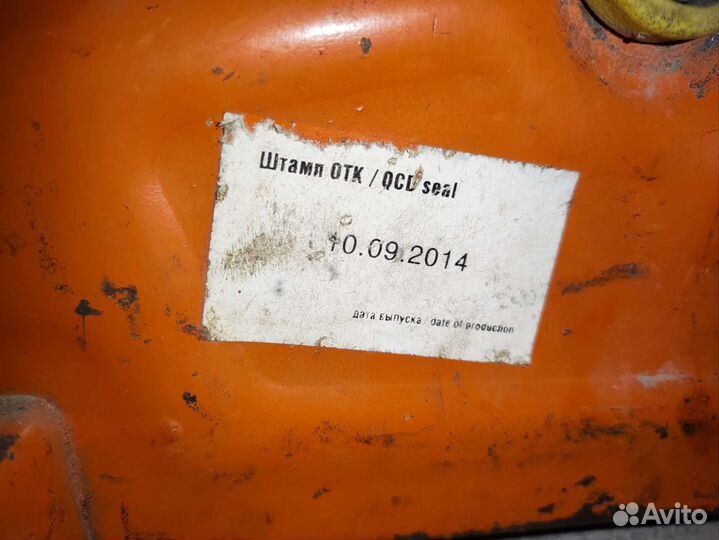 Штамп ОТК / QCD seal
10.09.2014
Дата выпуска / date of production
Avito